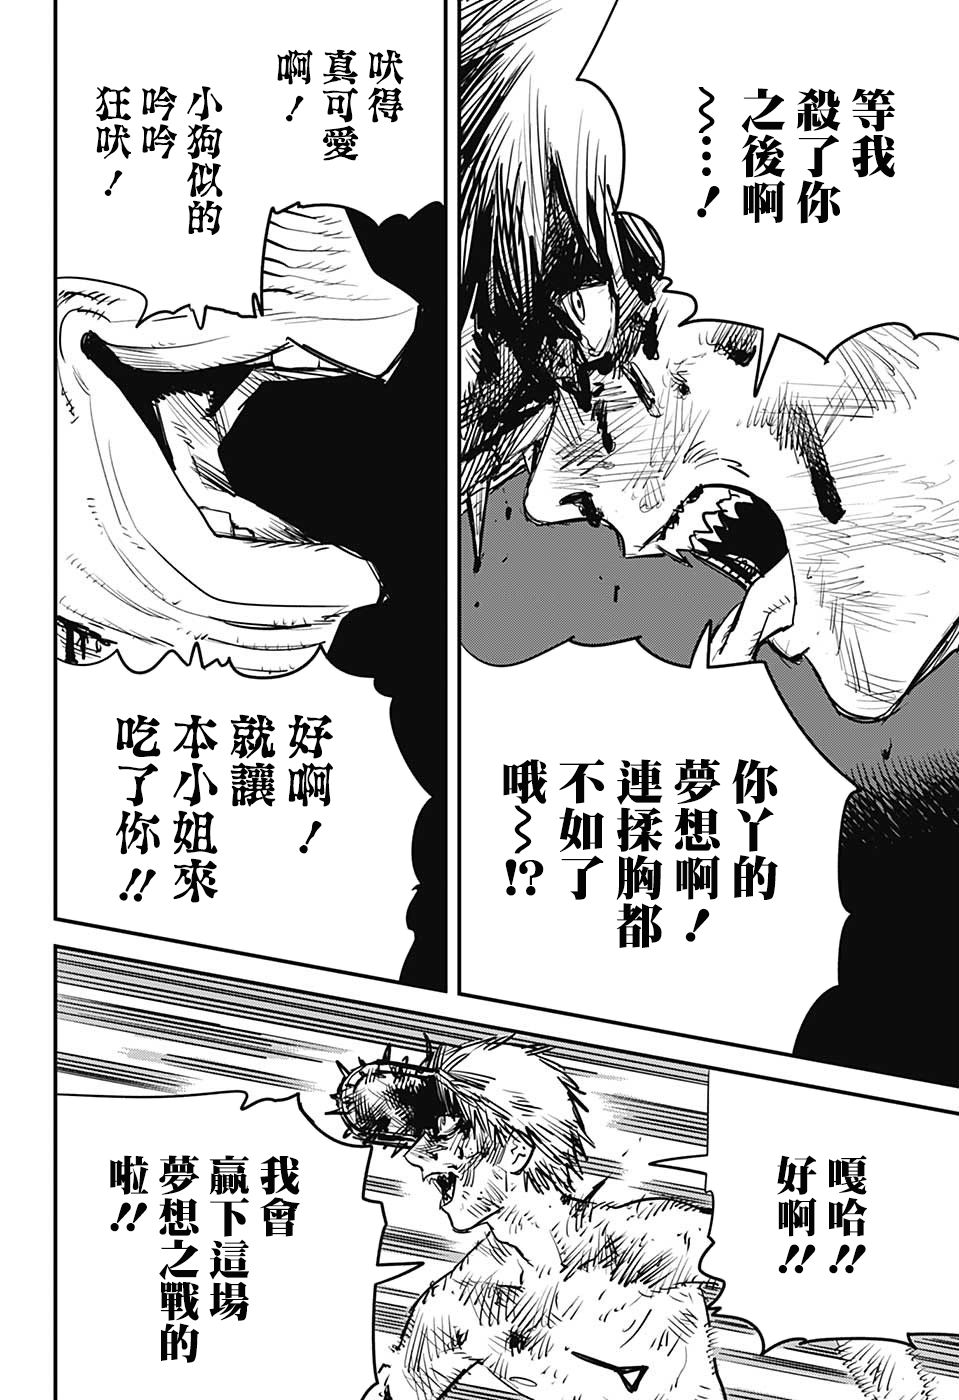 等我
殺了你
之後啊
～…！
你丫的
夢想啊！
連揉胸都
不如了
哦～!?
吠得
真可愛
啊！
小狗似的
吟吟
狂吠！
好啊！
就讓
本小姐來
吃了你!!
嘎哈!!
好啊!!
我會
贏下這場
夢想之戰的
啦!!